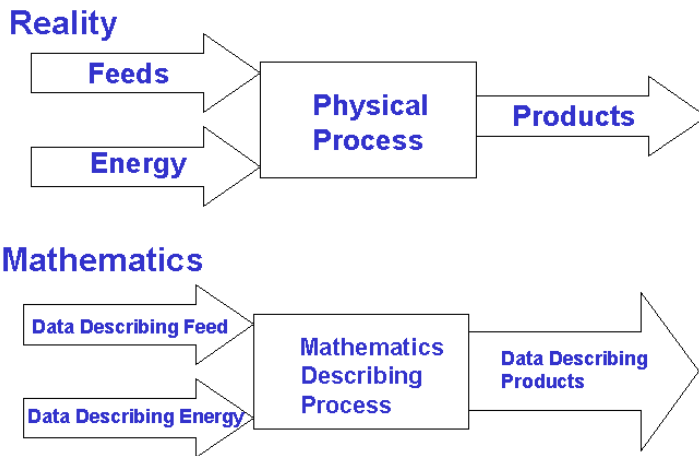 Reality
Feeds
Energy
Physical
Process
Products
Mathematics
Data Describing Feed
Data Describing Energy
Mathematics
Describing
Process
Data Describing
Products